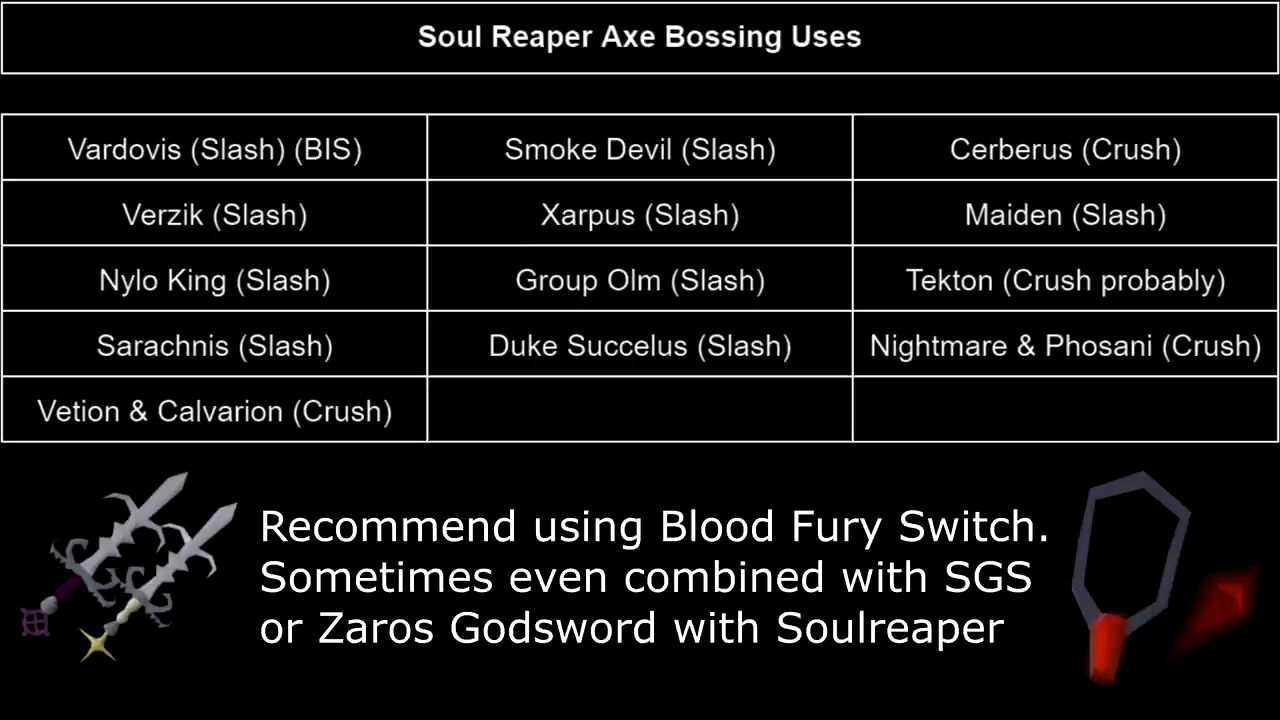 Soul Reaper Axe Bossing Uses
Vardovis (Slash) (BIS)
Smoke Devil (Slash)
Cerberus (Crush)
Verzik (Slash)
Xarpus (Slash)
Maiden (Slash)
Nylo King (Slash)
Group Olm (Slash)
Tekton (Crush probably)
Sarachnis (Slash)
Duke Succelus (Slash)
Nightmare & Phosani (Crush)
Vetion & Calvarion (Crush)
Recommend using Blood Fury Switch.
Sometimes even combined with SGS
or Zaros Godsword with Soulreaper